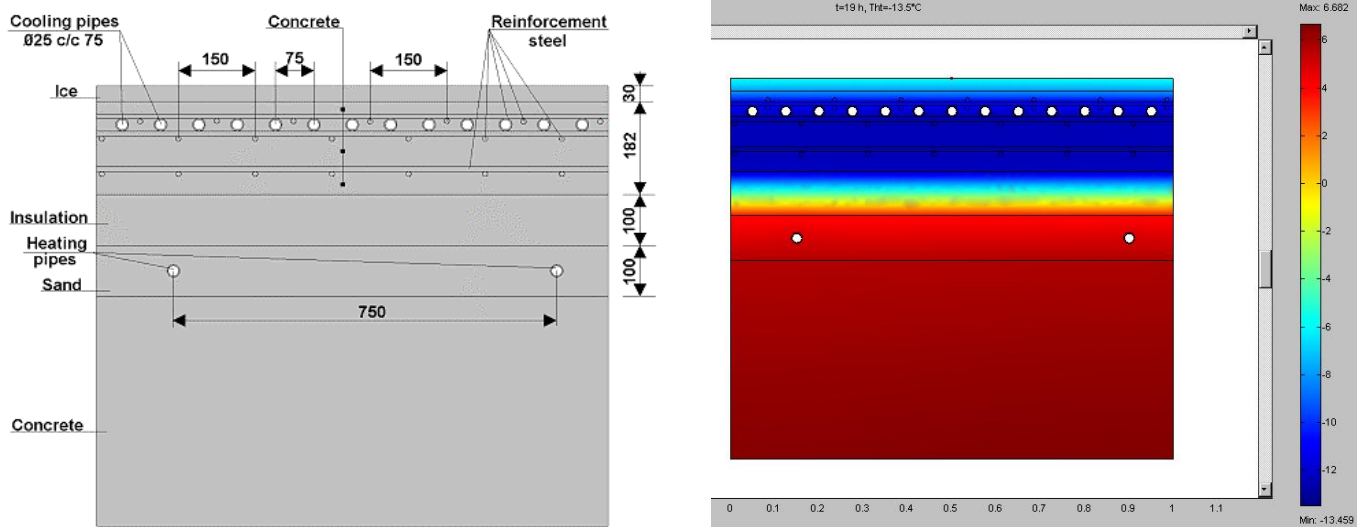 Cooling pipes
Ø25 c/c 75
Concrete
Reinforcement
steel
150
75
150
Ice
30
182
Insulation
100
Heating
pipes
100
Sand
750
Concrete
t=19 h, Tht=-13.5°C
Max: 6.682
6
4
2
0
-2
-4
-6
-8
-10
-12
Min: -13.459
0
0.1
0.2
0.3
0.4
0.5
0.6
0.7
0.8
0.9
1
1.1